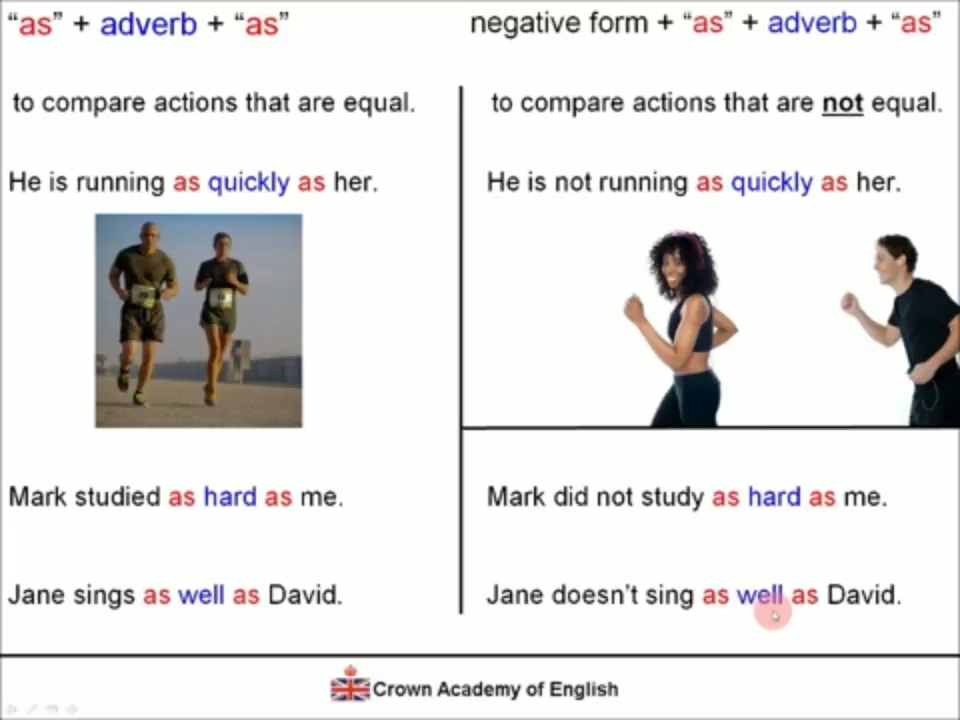 “as” + adverb + “as”
to compare actions that are equal.
He is running as quickly as her.
Mark studied as hard as me.
Jane sings as well as David.
negative form + “as” + adverb + “as”
to compare actions that are not equal.
He is not running as quickly as her.
Mark did not study as hard as me.
Jane doesn’t sing as well as David.
Crown Academy of English